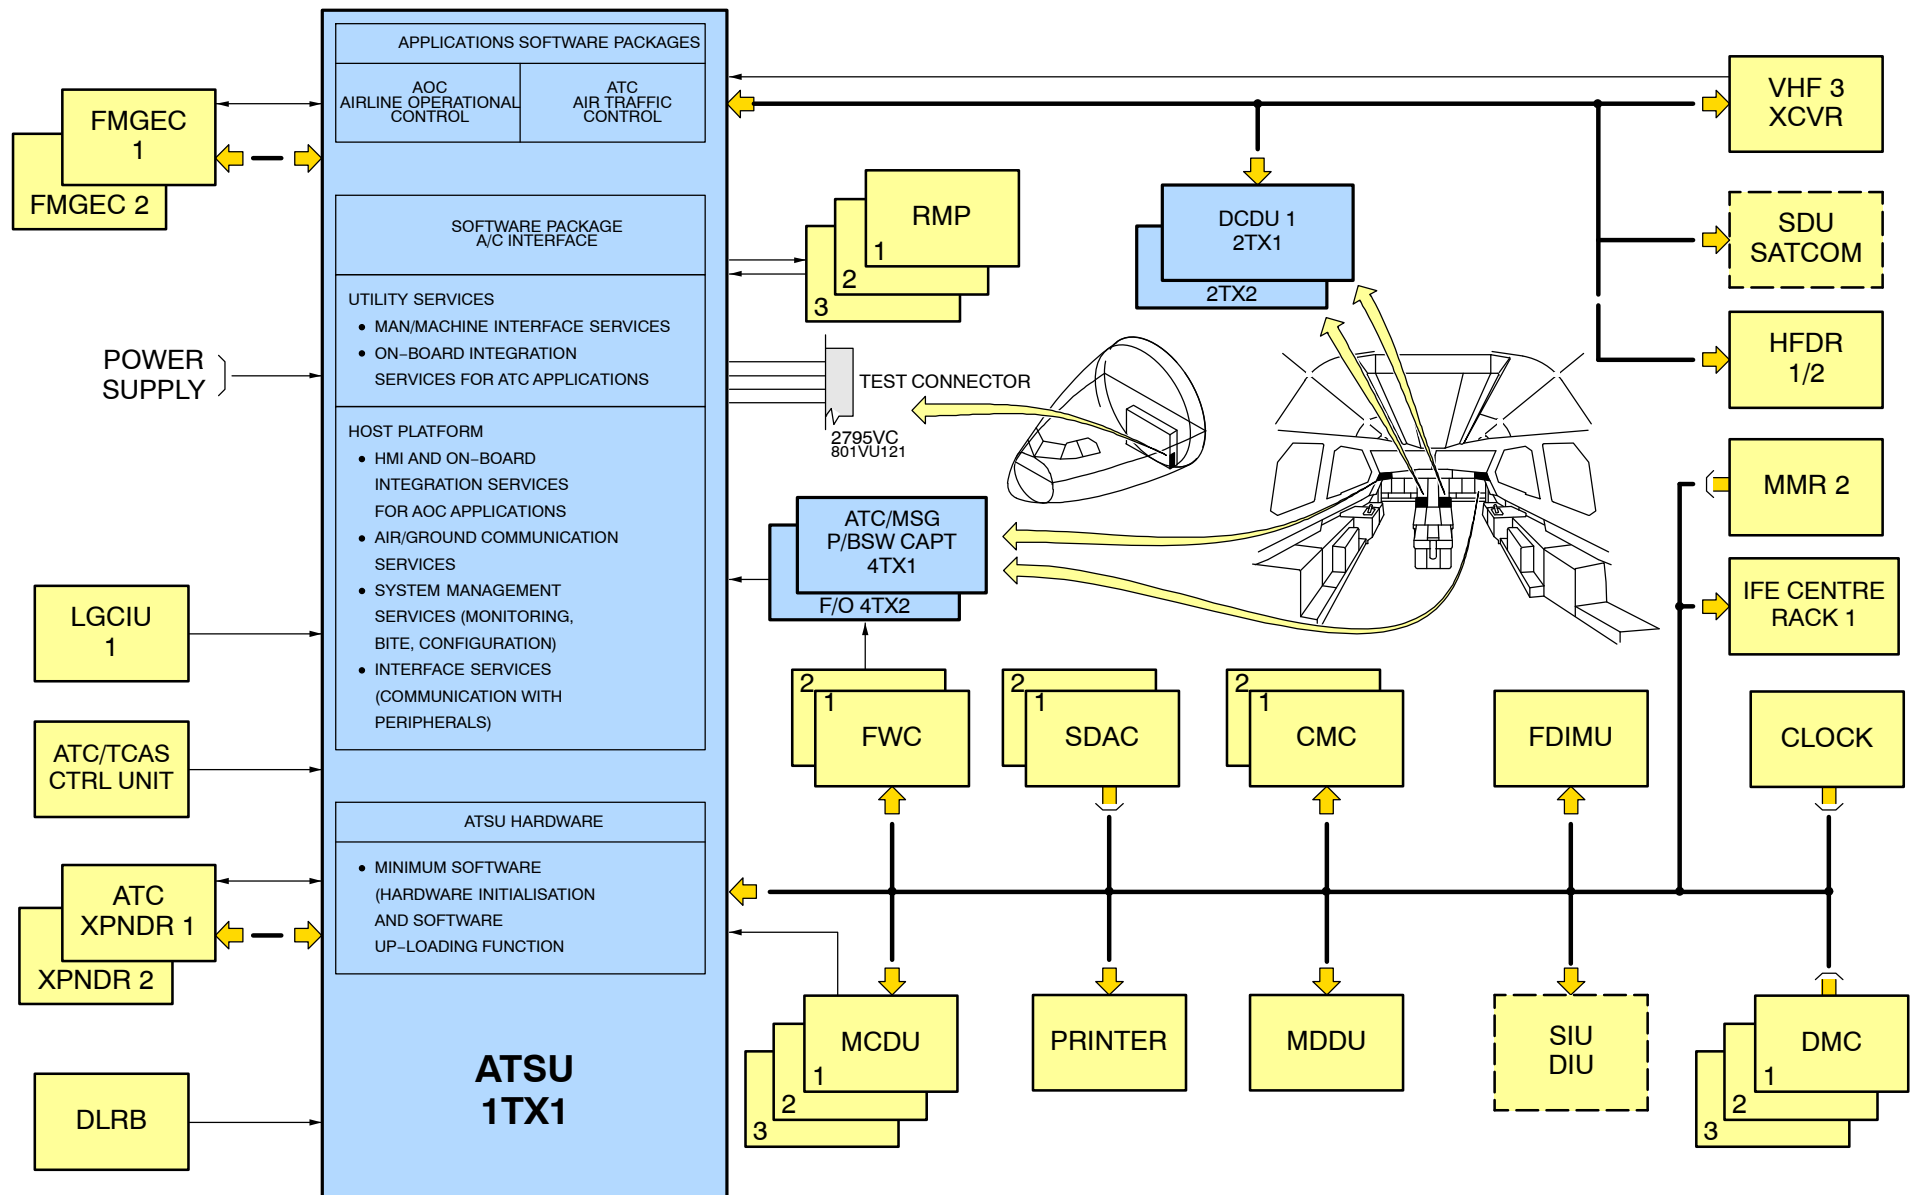 APPLICATIONS SOFTWARE PACKAGES
AOC
AIRLINE OPERATIONAL
CONTROL
ATC
AIR TRAFFIC
CONTROL
SOFTWARE PACKAGE
A/C INTERFACE
UTILITY SERVICES
• MAN/MACHINE INTERFACE SERVICES
• ON–BOARD INTEGRATION
SERVICES FOR ATC APPLICATIONS
HOST PLATFORM
• HMI AND ON–BOARD
INTEGRATION SERVICES
FOR AOC APPLICATIONS
• AIR/GROUND COMMUNICATION
SERVICES
• SYSTEM MANAGEMENT
SERVICES (MONITORING,
BITE, CONFIGURATION)
• INTERFACE SERVICES
(COMMUNICATION WITH
PERIPHERALS)
ATSU HARDWARE
• MINIMUM SOFTWARE
(HARDWARE INITIALISATION
AND SOFTWARE
UP–LOADING FUNCTION
ATSU
1TX1
FMGEC
1
FMGEC 2
POWER
SUPPLY
LGCIU
1
ATC/TCAS
CTRL UNIT
ATC
XPNDR 1
XPNDR 2
DLRB
RMP
1
2
3
TEST CONNECTOR
2795VC
801VU121
DCDU 1
2TX1
2TX2
ATC/MSG
P/BSW CAPT
4TX1
F/O 4TX2
VHF 3
XCVR
SDU
SATCOM
HFDR
1/2
MMR 2
IFE CENTRE
RACK 1
2
1
FWC
2
1
SDAC
2
1
CMC
FDIMU
CLOCK
MCDU
1
2
3
PRINTER
MDDU
SIU
DIU
DMC
1
2
3